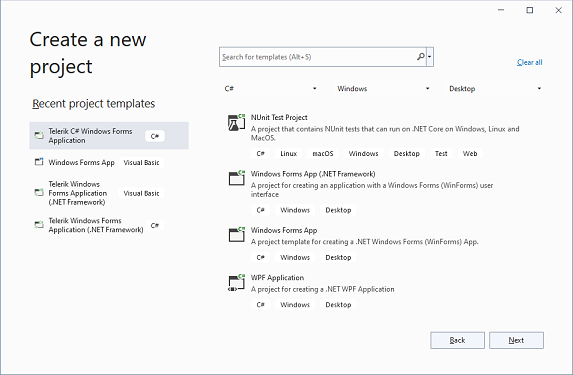 Create a new
project
Search for templates (Alt+S)
Clear all
C#
Windows
Desktop
Recent project templates
Telerik C# Windows Forms
Application
C#
Windows Forms App
Visual Basic
Telerik Windows
Forms Application
(.NET Framework)
Visual Basic
Telerik Windows Forms
Application (.NET Framework)
C#
NUnit Test Project
A project that contains NUnit tests that can run on .NET Core on Windows, Linux and
MacOS.
C# Linux macOS Windows Desktop Test Web
Windows Forms App (.NET Framework)
A project for creating an application with a Windows Forms (WinForms) user
interface
C# Windows Desktop
Windows Forms App
A project template for creating a .NET Windows Forms (WinForms) App.
C# Windows Desktop
WPF Application
A project for creating a .NET WPF Application
C# Windows Desktop
Back
Next